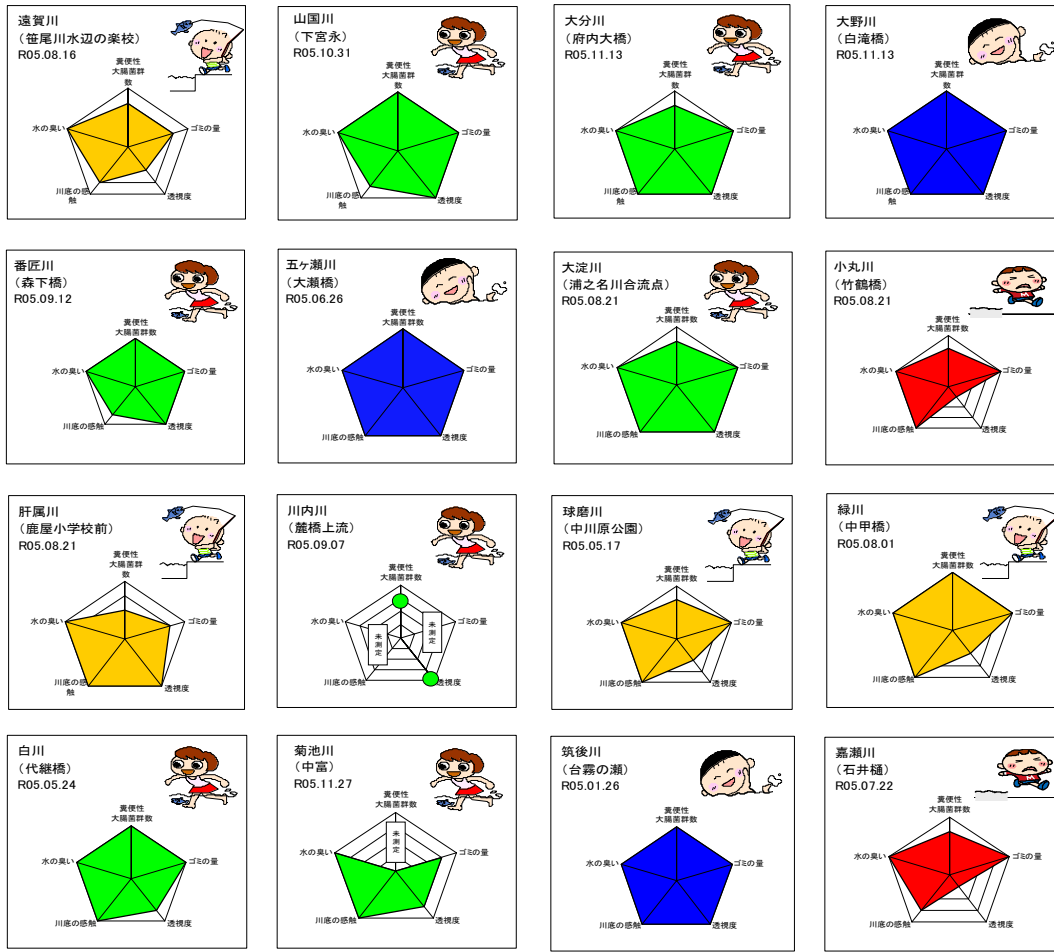 遠賀川
（笹尾川水辺の楽校）
R05.08.16
糞便性
大腸菌群
数
水の臭い
ゴミの量
川底の感
触
透視度
山国川
（下宮永）
R05.10.31
糞便性
大腸菌群
数
水の臭い
ゴミの量
川底の感
触
透視度
大分川
（府内大橋）
R05.11.13
糞便性
大腸菌群
数
水の臭い
ゴミの量
川底の感
触
透視度
大野川
（白滝橋）
R05.11.13
糞便性
大腸菌群
数
水の臭い
ゴミの量
川底の感
触
透視度
番匠川
（森下橋）
R05.09.12
糞便性
大腸菌群数
水の臭い
ゴミの量
川底の感触
透視度
五ヶ瀬川
（大瀬橋）
R05.06.26
糞便性
大腸菌群数
水の臭い
ゴミの量
川底の感触
透視度
大淀川
（浦之名川合流点）
R05.08.21
糞便性
大腸菌群数
水の臭い
ゴミの量
川底の感触
透視度
小丸川
（竹鶴橋）
R05.08.21
糞便性
大腸菌群数
水の臭い
ゴミの量
川底の感触
透視度
肝属川
（鹿屋小学校前）
R05.08.21
糞便性
大腸菌群
数
水の臭い
ゴミの量
川底の感
触
透視度
川内川
（麓橋上流）
R05.09.07
糞便性
大腸菌群数
水の臭い
ゴミの量
未測定
未測定
川底の感触
透視度
球磨川
（中川原公園）
R05.05.17
糞便性
大腸菌群数
水の臭い
ゴミの量
川底の感触
透視度
緑川
（中甲橋）
R05.08.01
糞便性
大腸菌群数
水の臭い
ゴミの量
川底の感触
透視度
白川
（代継橋）
R05.05.24
糞便性
大腸菌群数
水の臭い
ゴミの量
川底の感触
透視度
菊池川
（中富）
R05.11.27
糞便性
大腸菌群数
未測定
水の臭い
ゴミの量
川底の感触
透視度
筑後川
（台霧の瀬）
R05.01.26
糞便性
大腸菌群数
水の臭い
ゴミの量
川底の感触
透視度
嘉瀬川
（石井樋）
R05.07.22
糞便性
大腸菌群数
水の臭い
ゴミの量
川底の感触
透視度